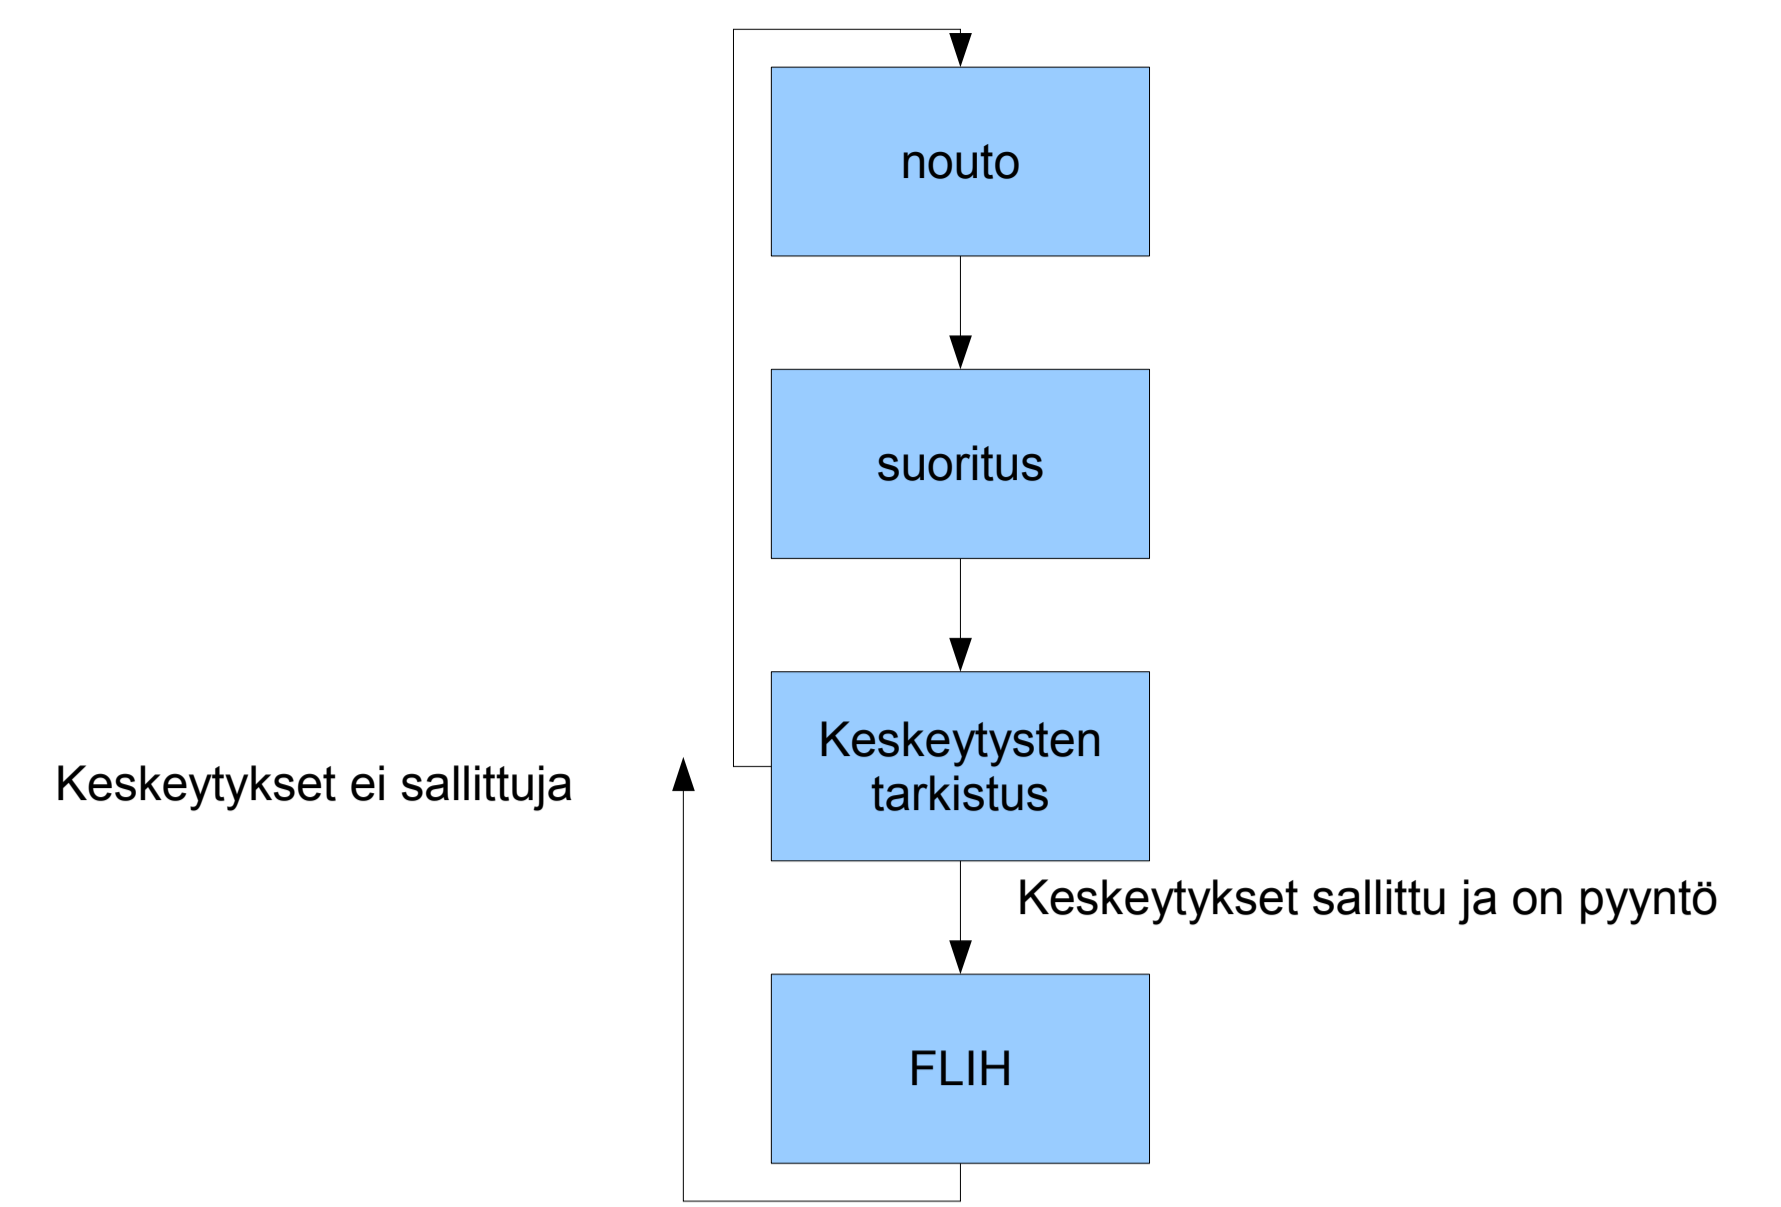 nouto
suoritus
Keskeytysten
tarkistus
Keskeytykset ei sallittuja
Keskeytykset sallittu ja on pyyntö
FLIH